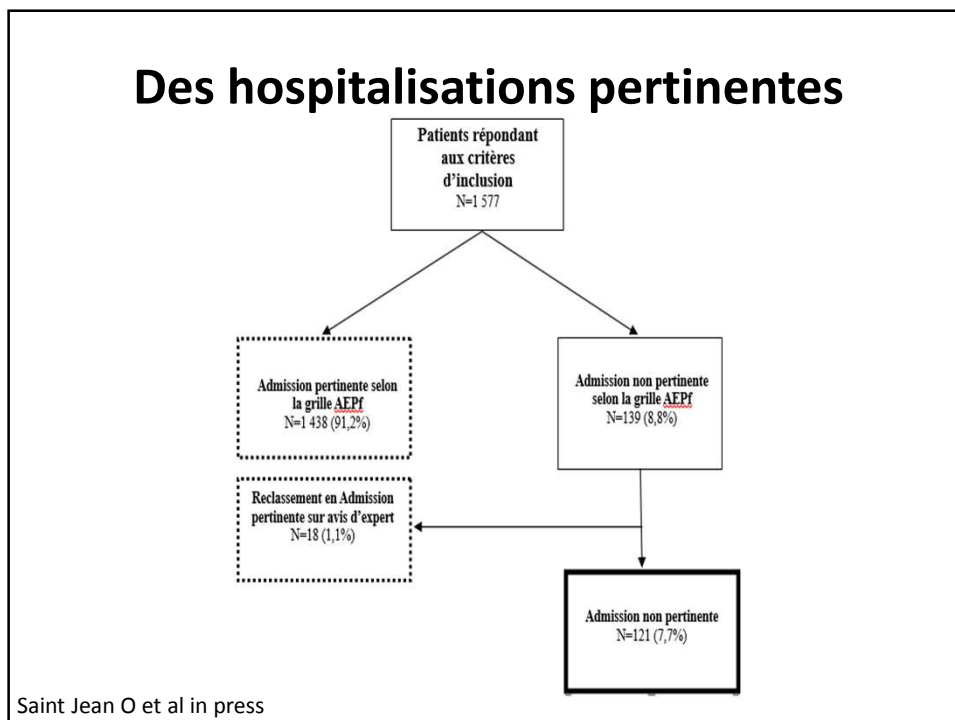 Des hospitalisations pertinentes
Patients répondant
aux critères
d'inclusion
N=1 577
Admission pertinente selon
la grille AEPf
N=1 438 (91,2%)
Admission non pertinente
selon la grille AEPf
N=139 (8,8%)
Reclassement en Admission
pertinente sur avis d'expert
N=18 (1,1%)
Admission non pertinente
N=121 (7,7%)
Saint Jean O et al in press